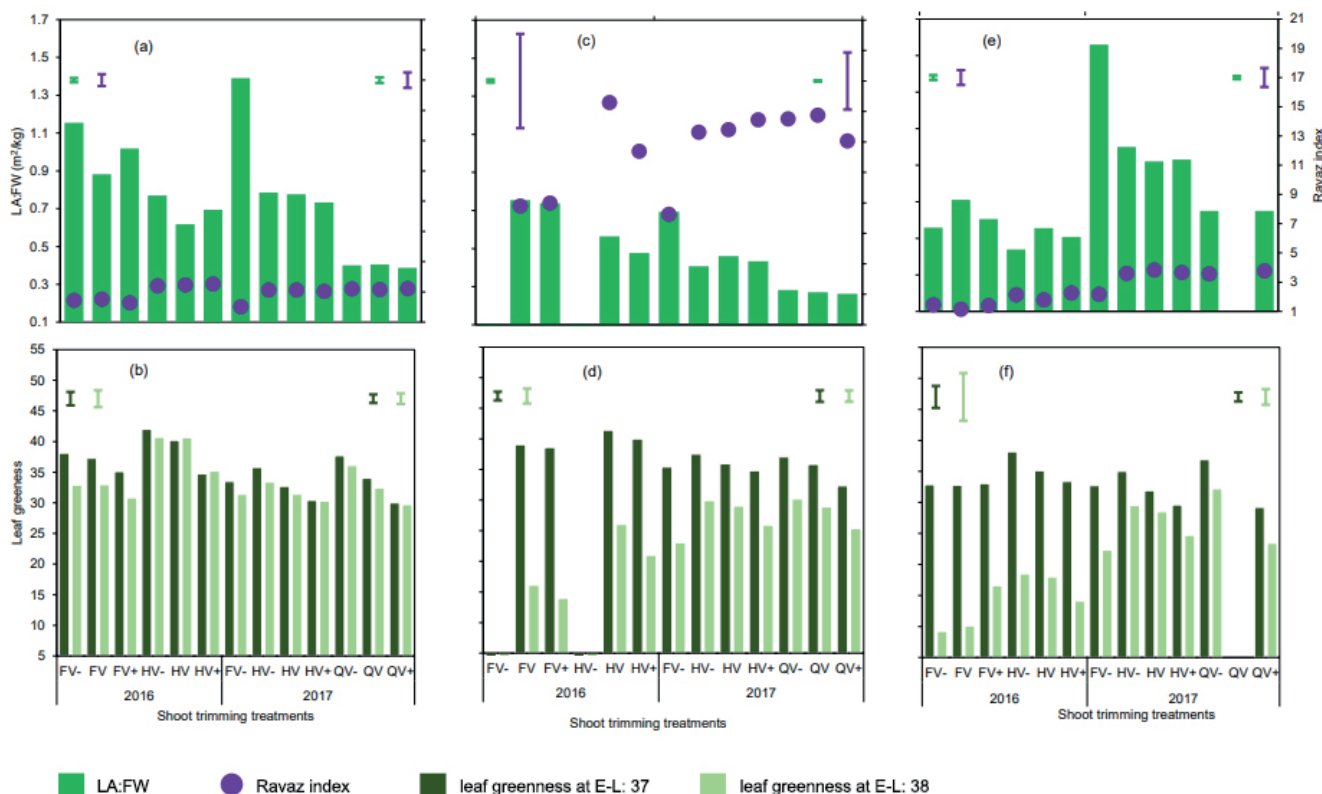 (a)
(c)
(e)
LA:FW (m²/kg)
1.7
1.5
1.3
1.1
0.9
0.7
0.5
0.3
0.1
21
19
17
15
13
11
9
7
5
3
1
Ravaz index
(b)
(d)
(f)
Leaf greeness
55
50
45
40
35
30
25
20
15
10
5
FV- FV FV+ HV- HV HV+ FV- HV- HV HV+ QV- QV QV+
2016 2017
Shoot trimming treatments
FV- FV FV+ HV- HV HV+ FV- HV- HV HV+ QV- QV QV+
2016 2017
Shoot trimming treatments
FV- FV FV+ HV- HV HV+ FV- HV- HV HV+ QV- QV QV+
2016 2017
Shoot trimming treatments
LA:FW Ravaz index leaf greenness at E-L: 37 leaf greenness at E-L: 38